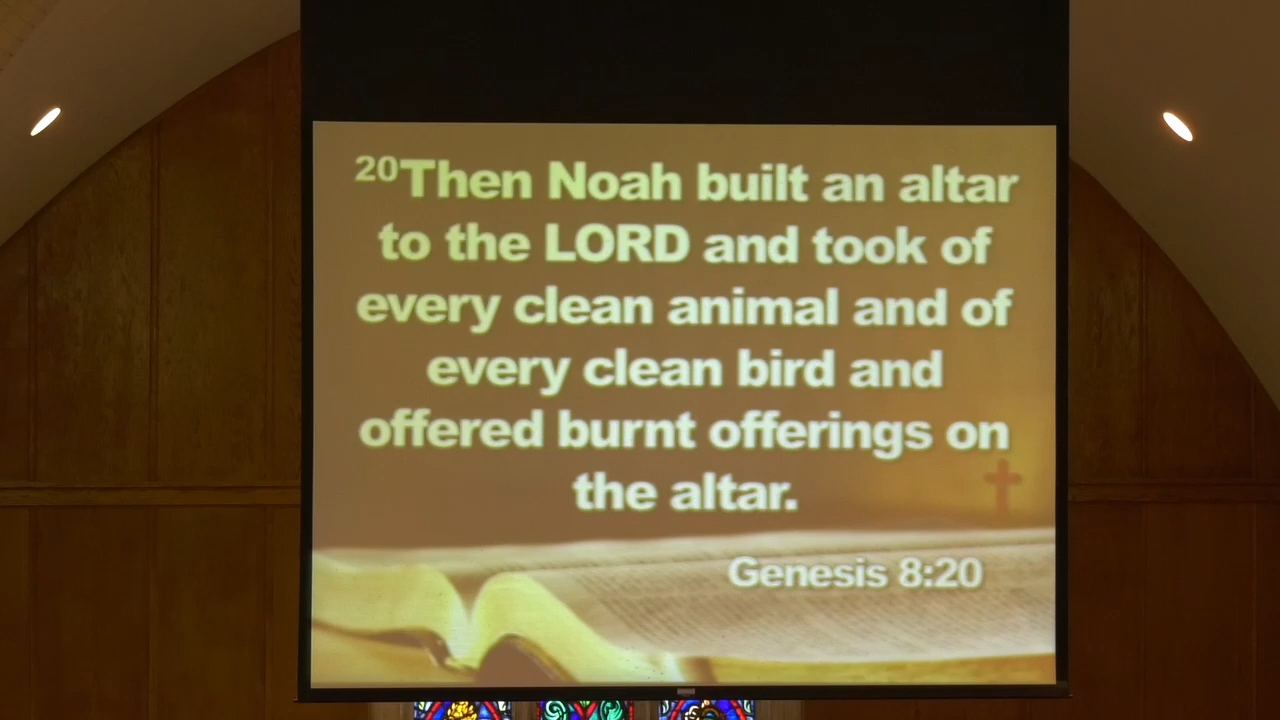 20Then Noah built an altar
to the LORD and took of
every clean animal and of
every clean bird and
offered burnt offerings on
the altar.
Genesis 8:20